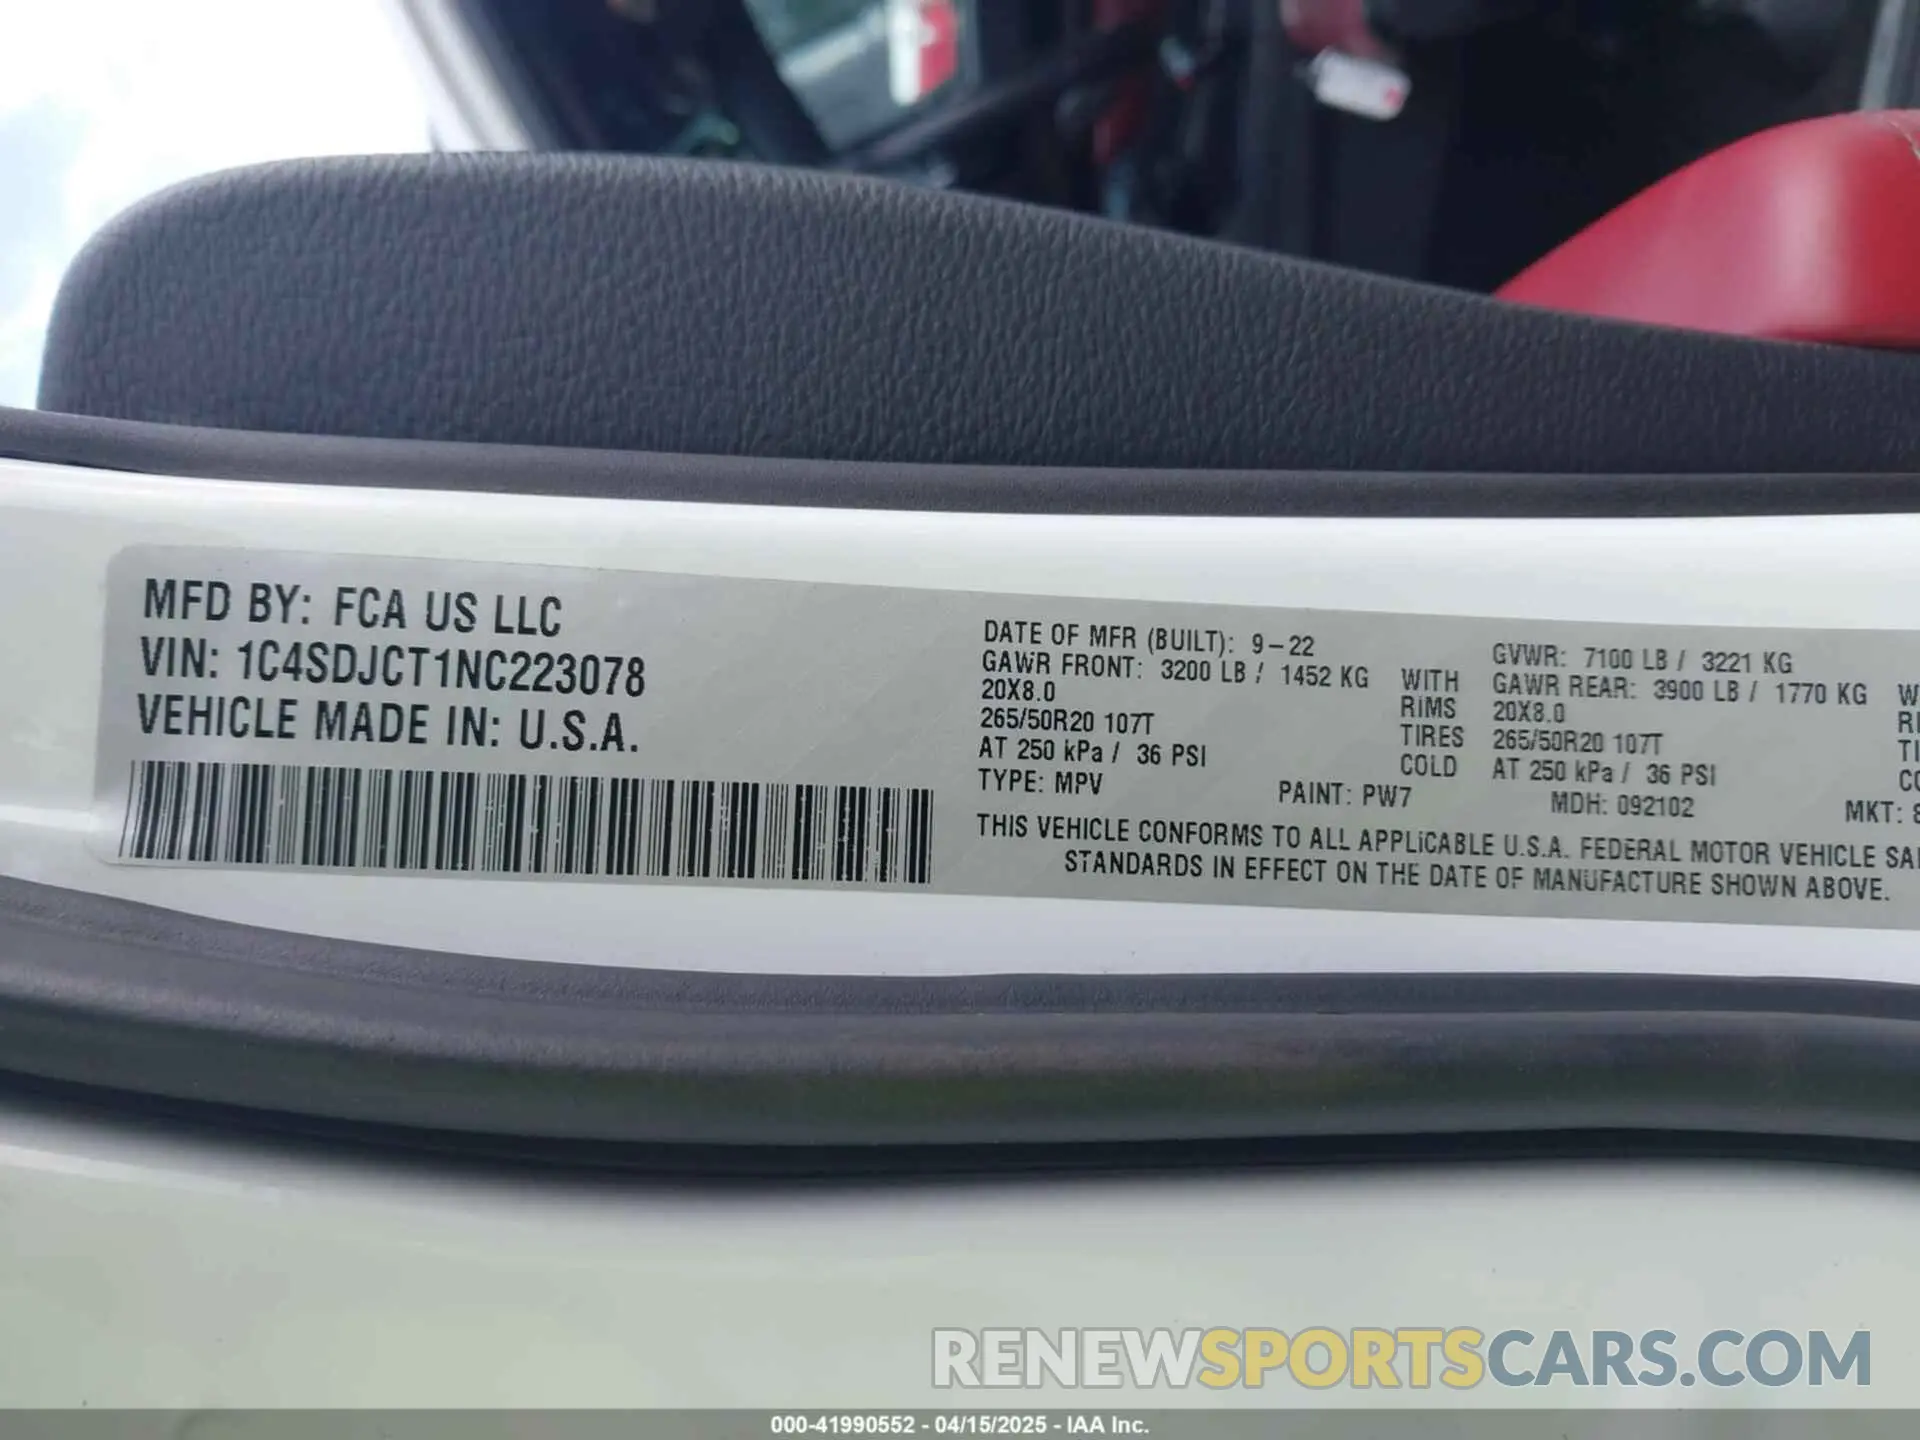 MFD BY: FCA US LLC
VIN: 1C4SDJCT1NC223078
VEHICLE MADE IN: U.S.A.
DATE OF MFR (BUILT): 9-22
GVWR: 7100 LB / 3221 KG
GAWR FRONT: 3200 LB / 1452 KG WITH GAWR REAR: 3900 LB / 1770 KG
20X8.0 RIMS 20X8.0
265/50R20 107T TIRES 265/50R20 107T
AT 250 kPa / 36 PSI COLD AT 250 kPa / 36 PSI
TYPE: MPV PAINT: PW7 MDH: 092102 MKT:
THIS VEHICLE CONFORMS TO ALL APPLICABLE U.S.A. FEDERAL MOTOR VEHICLE
STANDARDS IN EFFECT ON THE DATE OF MANUFACTURE SHOWN ABOVE.
RENEWSPORTSCARS.COM
000-41990552 - 04/15/2025 - IAA Inc.